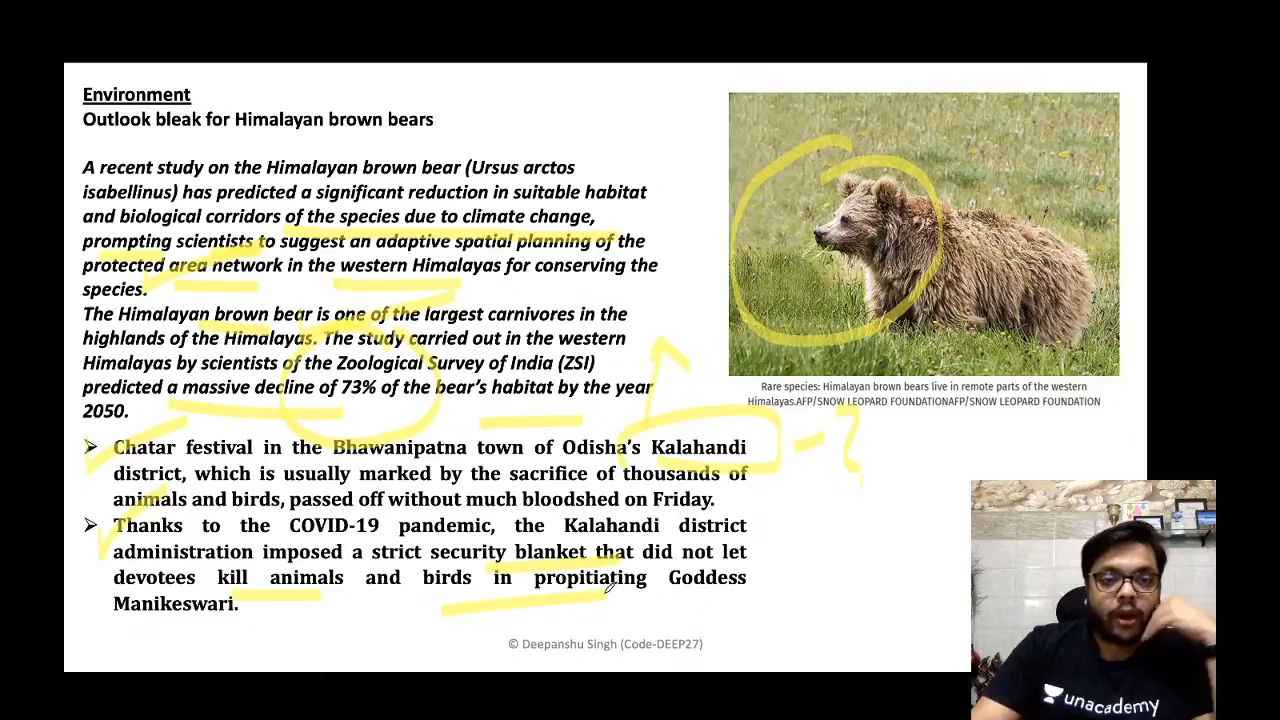 Environment
Outlook bleak for Himalayan brown bears
A recent study on the Himalayan brown bear (Ursus arctos
isabellinus) has predicted a significant reduction in suitable habitat
and biological corridors of the species due to climate change,
prompting scientists to suggest an adaptive spatial planning of the
protected area network in the western Himalayas for conserving the
species.
The Himalayan brown bear is one of the largest carnivores in the
highlands of the Himalayas. The study carried out in the western
Himalayas by scientists of the Zoological Survey of India (ZSI)
predicted a massive decline of 73% of the bear's habitat by the year
2050.
➢ Chatar festival in the Bhawanipatna town of Odisha's Kalahandi
district, which is usually marked by the sacrifice of thousands of
animals and birds, passed off without much bloodshed on Friday.
➢ Thanks to the COVID-19 pandemic, the Kalahandi district
administration imposed a strict security blanket that did not let
devotees kill animals and birds in propitiating Goddess
Manikeswari.
Rare species: Himalayan brown bears live in remote parts of the western
Himalayas.AFP/SNOW LEOPARD FOUNDATIONAFP/SNOW LEOPARD FOUNDATION
- ?
© Deepanshu Singh (Code-DEEP27)
unacademy